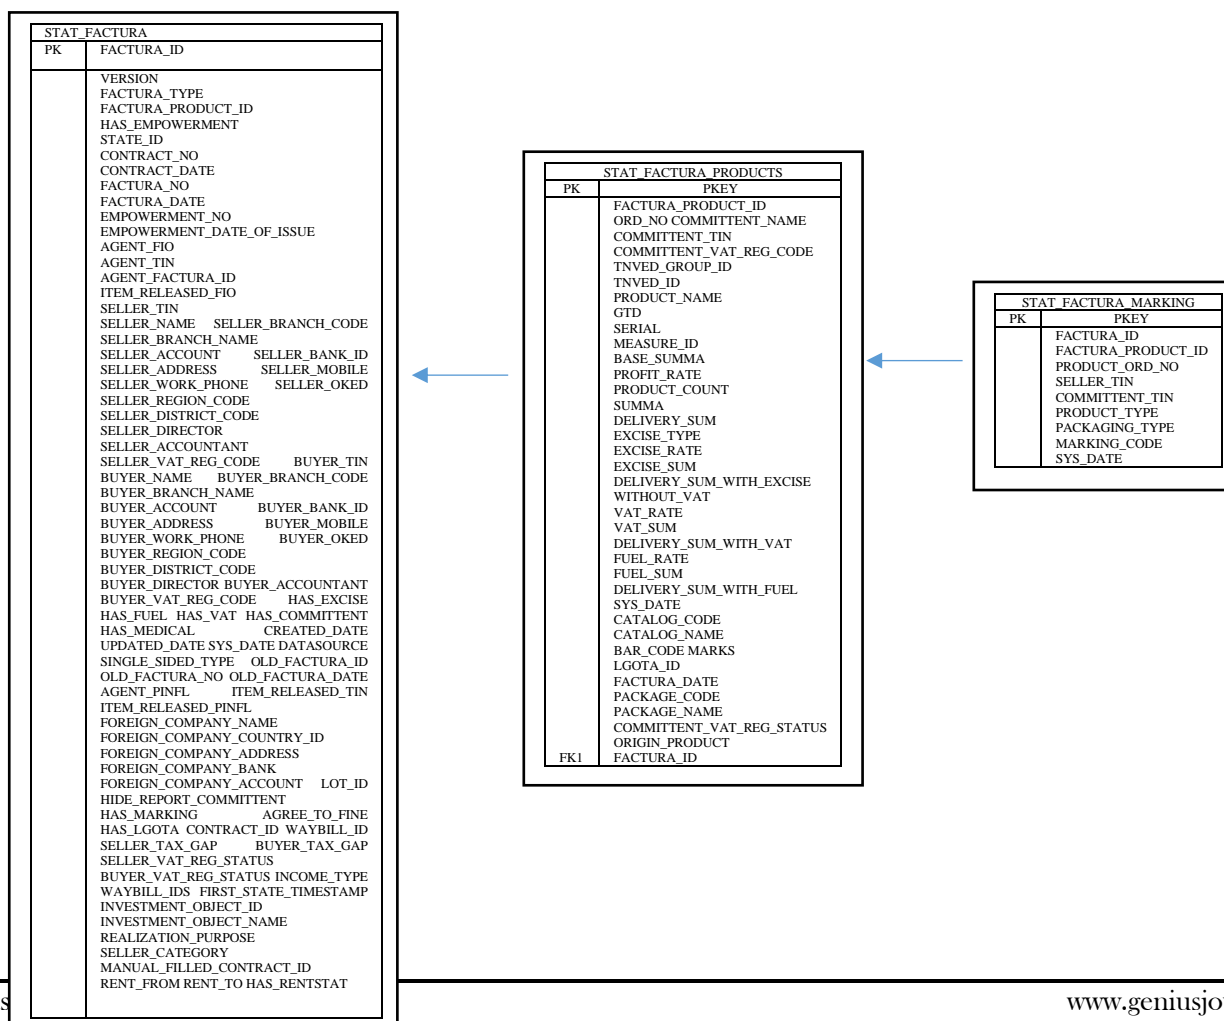 STAT_FACTURA
PK FACTURA_ID
VERSION
FACTURA_TYPE
FACTURA_PRODUCT_ID
HAS_EMPOWERMENT
STATE_ID
CONTRACT_NO
CONTRACT_DATE
FACTURA_NO
FACTURA_DATE
EMPOWERMENT_NO
EMPOWERMENT_DATE_OF_ISSUE
AGENT_FIO
AGENT_TIN
AGENT_FACTURA_ID
ITEM_RELEASED_FIO
SELLER_TIN
SELLER_NAME SELLER_BRANCH_CODE
SELLER_BRANCH_NAME
SELLER_ACCOUNT SELLER_BANK_ID
SELLER_ADDRESS SELLER_MOBILE
SELLER_WORK_PHONE SELLER_OKED
SELLER_REGION_CODE
SELLER_DISTRICT_CODE
SELLER_DIRECTOR
SELLER_ACCOUNTANT
SELLER_VAT_REG_CODE BUYER_TIN
BUYER_NAME BUYER_BRANCH_CODE
BUYER_BRANCH_NAME
BUYER_ACCOUNT BUYER_BANK_ID
BUYER_ADDRESS BUYER_MOBILE
BUYER_WORK_PHONE BUYER_OKED
BUYER_REGION_CODE
BUYER_DISTRICT_CODE
BUYER_DIRECTOR BUYER_ACCOUNTANT
BUYER_VAT_REG_CODE HAS_EXCISE
HAS_FUEL HAS_VAT HAS_COMMITTENT
HAS_MEDICAL CREATED_DATE
UPDATED_DATE SYS_DATE DATASOURCE
SINGLE_SIDED_TYPE OLD_FACTURA_ID
OLD_FACTURA_NO OLD_FACTURA_DATE
AGENT_PINFL ITEM_RELEASED_TIN
ITEM_RELEASED_PINFL
FOREIGN_COMPANY_NAME
FOREIGN_COMPANY_COUNTRY_ID
FOREIGN_COMPANY_ADDRESS
FOREIGN_COMPANY_BANK
FOREIGN_COMPANY_ACCOUNT LOT_ID
HIDE_REPORT_COMMITTENT
HAS_MARKING AGREE_TO_FINE
HAS_LGOTA CONTRACT_ID WAYBILL_ID
SELLER_TAX_GAP BUYER_TAX_GAP
SELLER_VAT_REG_STATUS
BUYER_VAT_REG_STATUS INCOME_TYPE
WAYBILL_IDS FIRST_STATE_TIMESTAMP
INVESTMENT_OBJECT_ID
INVESTMENT_OBJECT_NAME
REALIZATION_PURPOSE
SELLER_CATEGORY
MANUAL_FILLED_CONTRACT_ID
RENT_FROM RENT_TO HAS_RENTSTAT
STAT_FACTURA_PRODUCTS
PK PKEY
FACTURA_PRODUCT_ID
ORD_NO COMMITTENT_NAME
COMMITTENT_TIN
COMMITTENT_VAT_REG_CODE
TNVED_GROUP_ID
TNVED_ID
PRODUCT_NAME
GTD
SERIAL
MEASURE_ID
BASE_SUMMA
PROFIT_RATE
PRODUCT_COUNT
SUMMA
DELIVERY_SUM
EXCISE_TYPE
EXCISE_RATE
EXCISE_SUM
DELIVERY_SUM_WITH_EXCISE
WITHOUT_VAT
VAT_RATE
VAT_SUM
DELIVERY_SUM_WITH_VAT
FUEL_RATE
FUEL_SUM
DELIVERY_SUM_WITH_FUEL
SYS_DATE
CATALOG_CODE
CATALOG_NAME
BAR_CODE MARKS
LGOTA_ID
FACTURA_DATE
PACKAGE_CODE
PACKAGE_NAME
COMMITTENT_VAT_REG_STATUS
ORIGIN_PRODUCT
FK1 FACTURA_ID
STAT_FACTURA_MARKING
PK PKEY
FACTURA_ID
FACTURA_PRODUCT_ID
PRODUCT_ORD_NO
SELLER_TIN
COMMITTENT_TIN
PRODUCT_TYPE
PACKAGING_TYPE
MARKING_CODE
SYS_DATE
s www.geniusjo